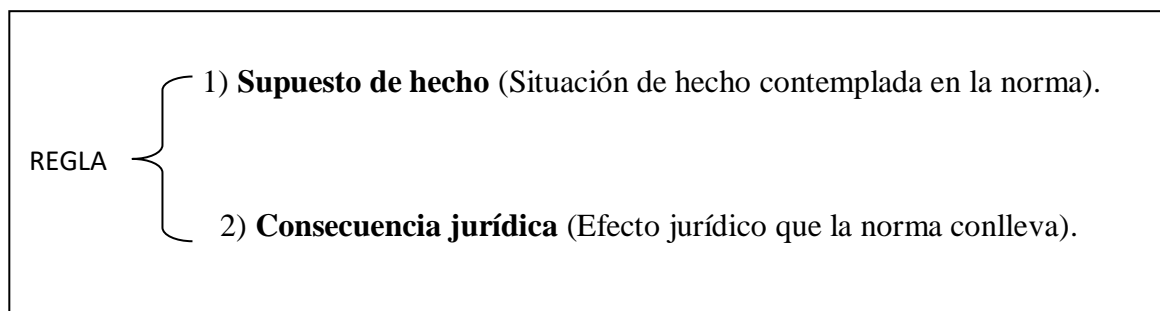 1) Supuesto de hecho (Situación de hecho contemplada en la norma).
REGLA
2) Consecuencia jurídica (Efecto jurídico que la norma conlleva).